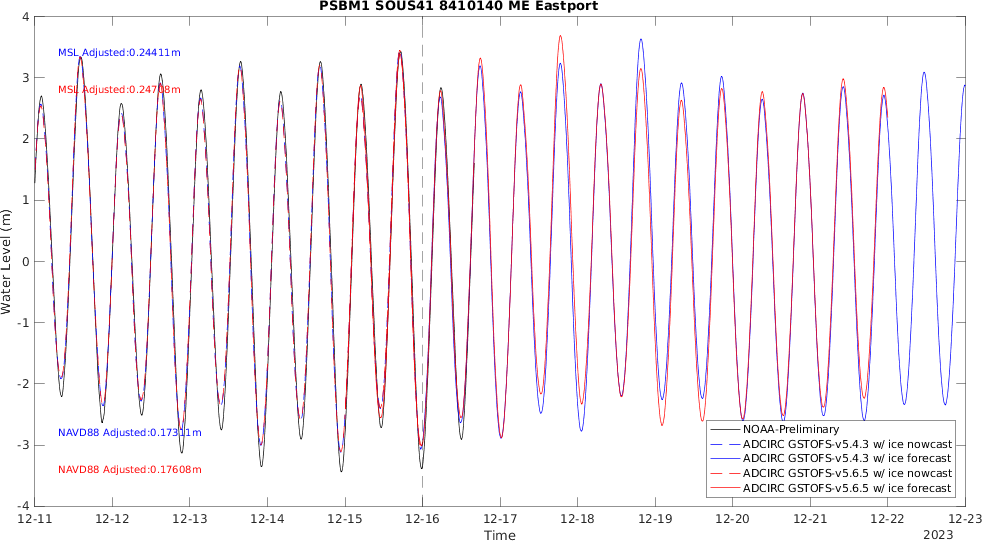 PSBM1 SOUS41 8410140 ME Eastport
4
MSL Adjusted:0.24411m
3
MSL Adjusted:0.24708m
2
1
Water Level (m)
0
-1
-2
NAVD88 Adjusted:0.17311m
-3
NAVD88 Adjusted:0.17608m
-4
NOAA-Preliminary
ADCIRC GSTOFS-v5.4.3 w/ ice nowcast
ADCIRC GSTOFS-v5.4.3 w/ ice forecast
ADCIRC GSTOFS-v5.6.5 w/ ice nowcast
ADCIRC GSTOFS-v5.6.5 w/ ice forecast
12-11 12-12 12-13 12-14 12-15 12-16 12-17 12-18 12-19 12-20 12-21 12-22 12-23
Time
2023